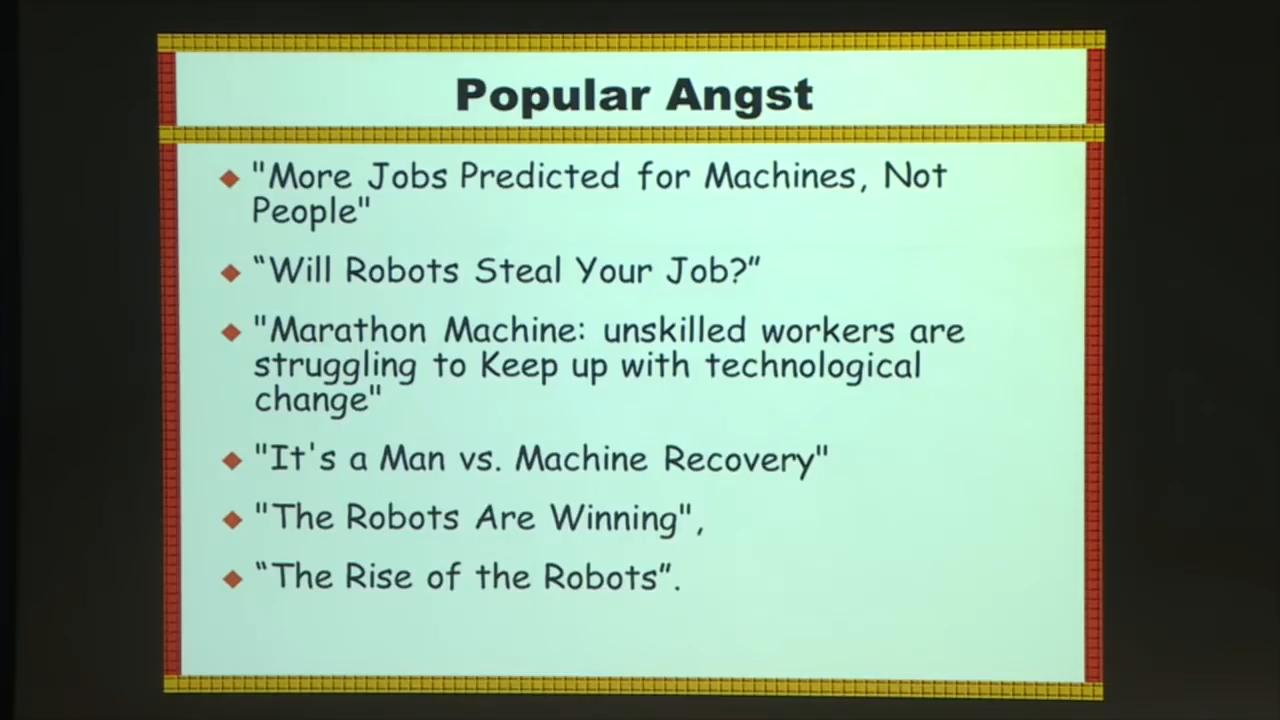 Popular Angst
"More Jobs Predicted for Machines, Not
People"
“Will Robots Steal Your Job?”
"Marathon Machine: unskilled workers are
struggling to Keep up with technological
change"
"It's a Man vs. Machine Recovery"
"The Robots Are Winning",
“The Rise of the Robots”.